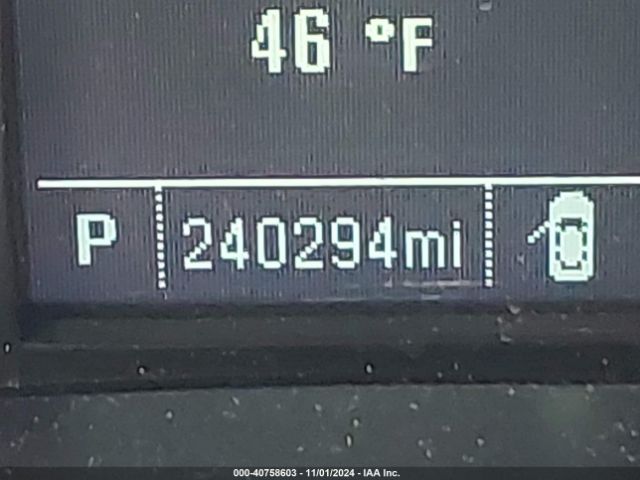 46 °F
P 240294mi
000-40758603 - 11/01/2024 - IAA Inc.